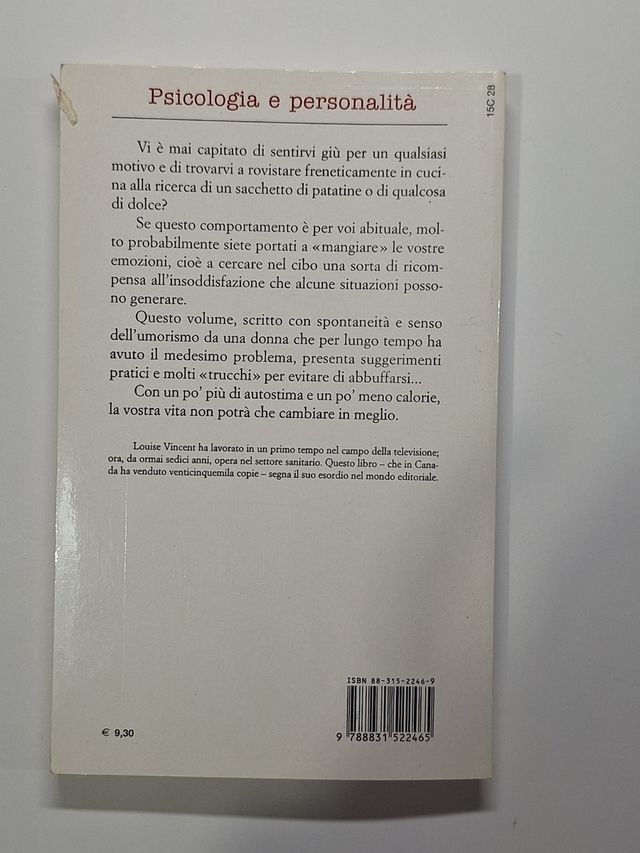 15C 28
Psicologia e personalità
Vi è mai capitato di sentirvi giù per un qualsiasi
motivo e di trovarvi a rovistare freneticamente in cuci-
na alla ricerca di un sacchetto di patatine o di qualcosa
di dolce?
Se questo comportamento è per voi abituale, mol-
to probabilmente siete portati a «mangiare» le vostre
emozioni, cioè a cercare nel cibo una sorta di ricom-
pensa all'insoddisfazione che alcune situazioni posso-
no generare.
Questo volume, scritto con spontaneità e senso
dell'umorismo da una donna che per lungo tempo ha
avuto il medesimo problema, presenta suggerimenti
pratici e molti «trucchi» per evitare di abbuffarsi...
Con un po' più di autostima e un po' meno calorie,
la vostra vita non potrà che cambiare in meglio.
Louise Vincent ha lavorato in un primo tempo nel campo della televisione;
ora, da ormai sedici anni, opera nel settore sanitario. Questo libro – che in Cana-
da ha venduto venticinquemila copie – segna il suo esordio nel mondo editoriale.
ISBN 88-315-2246-9
9 788831 522465
€ 9,30